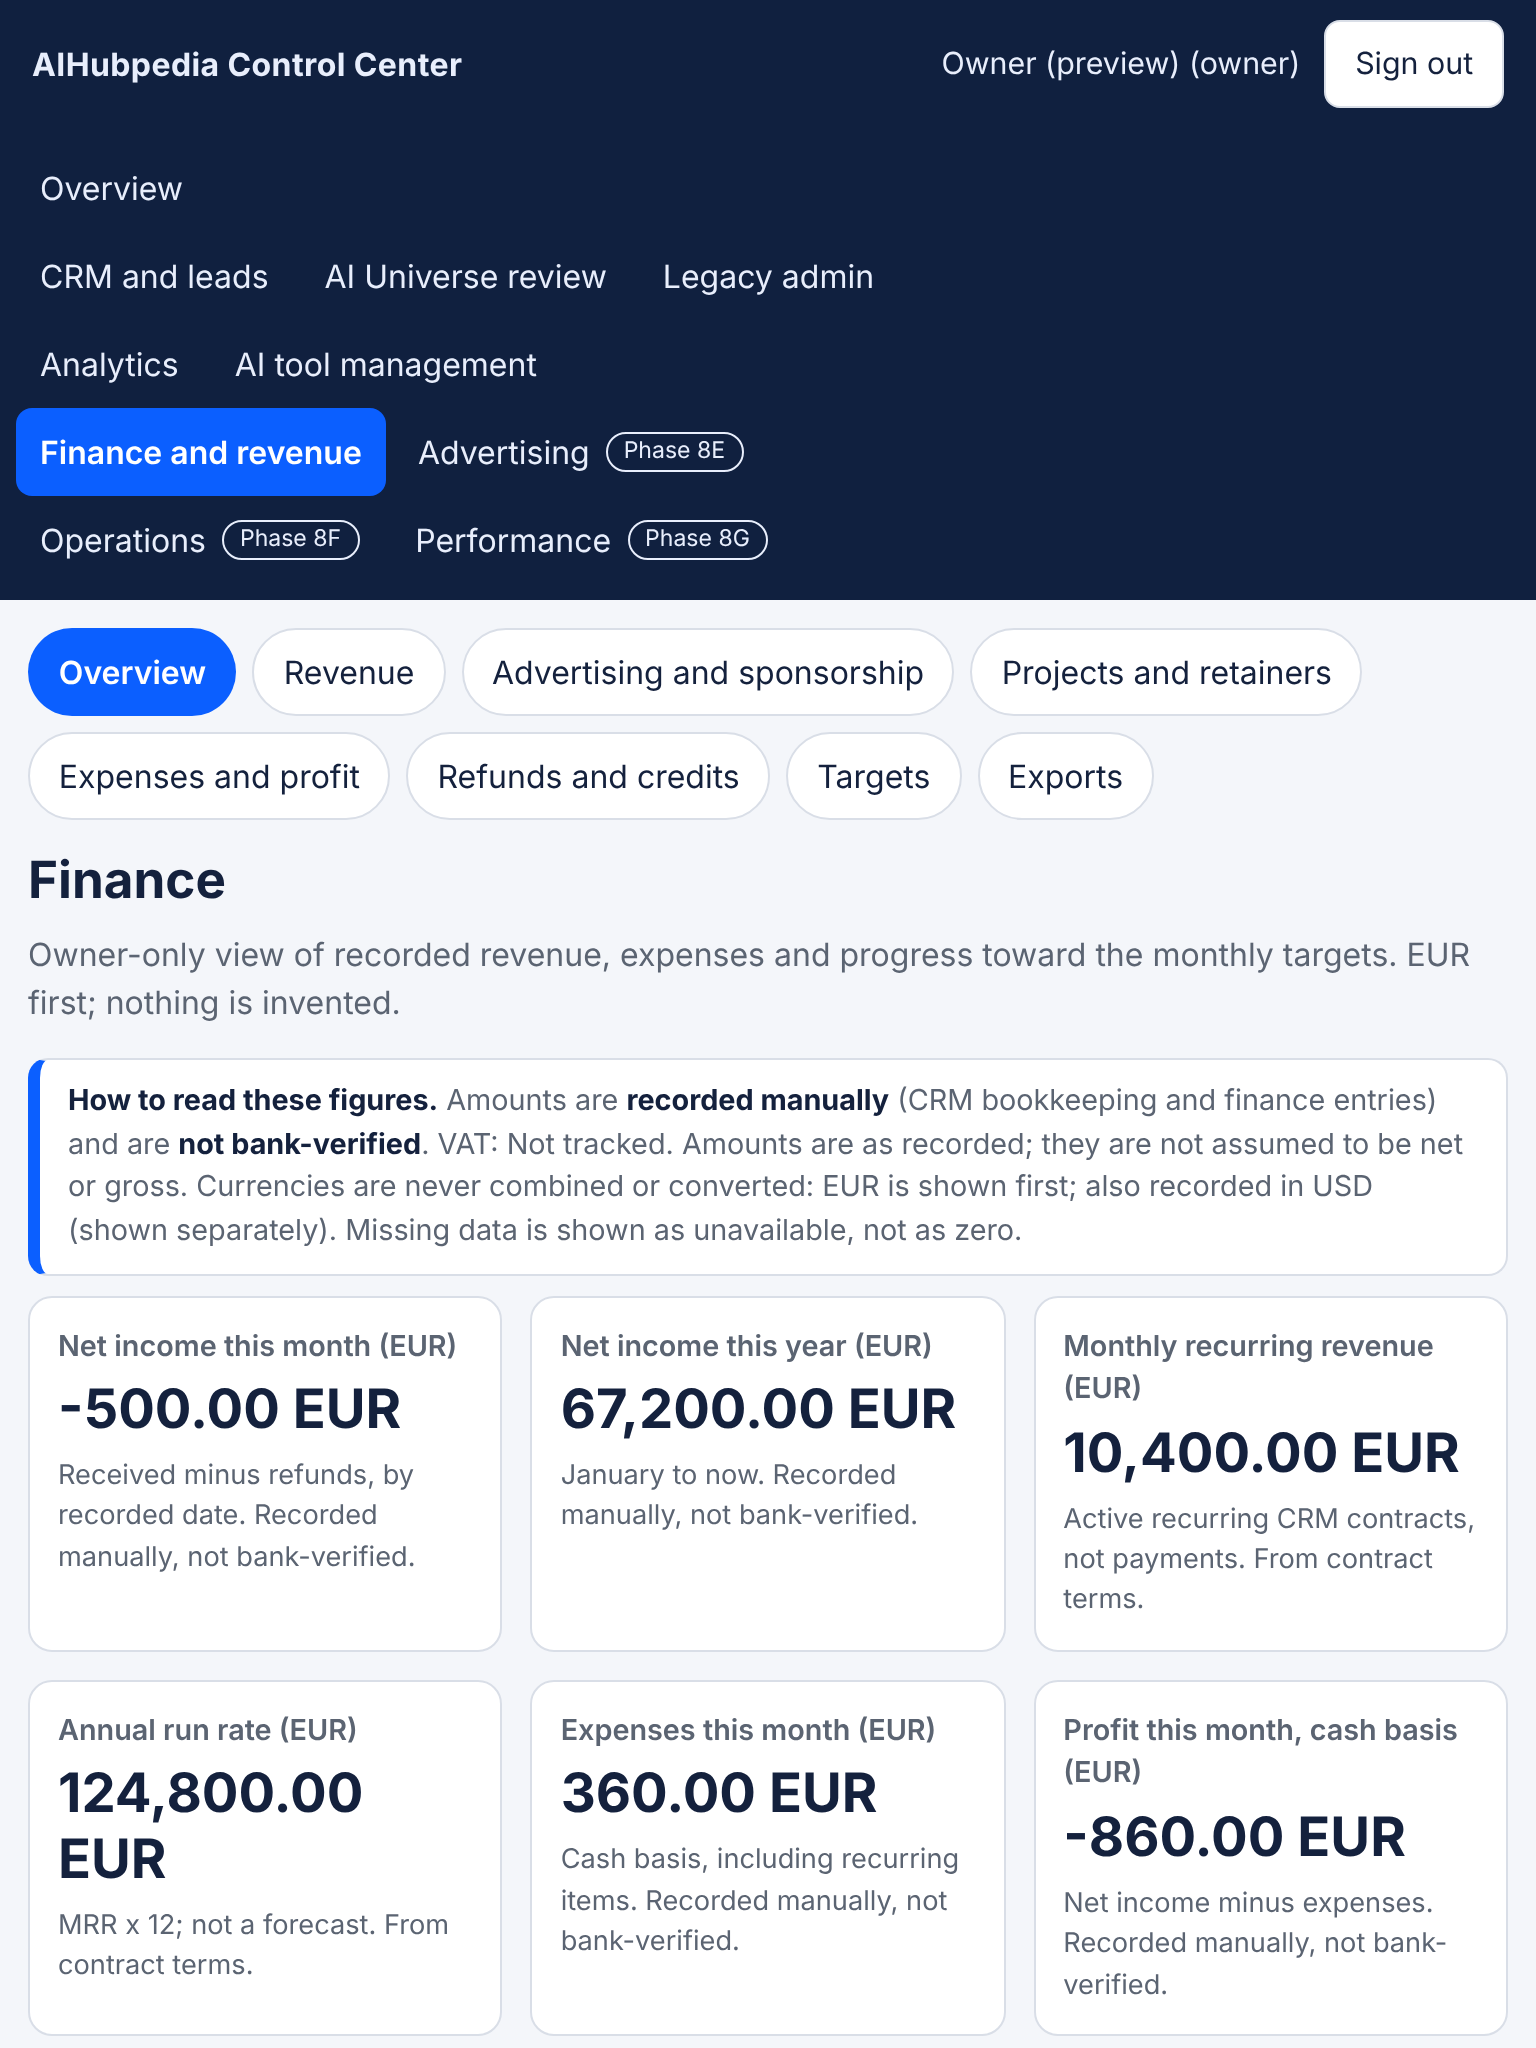 AIHubpedia Control Center
Owner (preview) (owner)
Sign out
Overview
CRM and leads
AI Universe review
Legacy admin
Analytics
AI tool management
Finance and revenue
Advertising
Phase 8E
Operations
Phase 8F
Performance
Phase 8G
Overview
Revenue
Advertising and sponsorship
Projects and retainers
Expenses and profit
Refunds and credits
Targets
Exports
Finance
Owner-only view of recorded revenue, expenses and progress toward the monthly targets. EUR
first; nothing is invented.
How to read these figures. Amounts are recorded manually (CRM bookkeeping and finance entries)
and are not bank-verified. VAT: Not tracked. Amounts are as recorded; they are not assumed to be net
or gross. Currencies are never combined or converted: EUR is shown first; also recorded in USD
(shown separately). Missing data is shown as unavailable, not as zero.
Net income this month (EUR)
-500.00 EUR
Received minus refunds, by
recorded date. Recorded
manually, not bank-verified.
Net income this year (EUR)
67,200.00 EUR
January to now. Recorded
manually, not bank-verified.
Monthly recurring revenue
(EUR)
10,400.00 EUR
Active recurring CRM contracts,
not payments. From contract
terms.
Annual run rate (EUR)
124,800.00
EUR
MRR x 12; not a forecast. From
contract terms.
Expenses this month (EUR)
360.00 EUR
Cash basis, including recurring
items. Recorded manually, not
bank-verified.
Profit this month, cash basis
(EUR)
-860.00 EUR
Net income minus expenses.
Recorded manually, not bank-
verified.